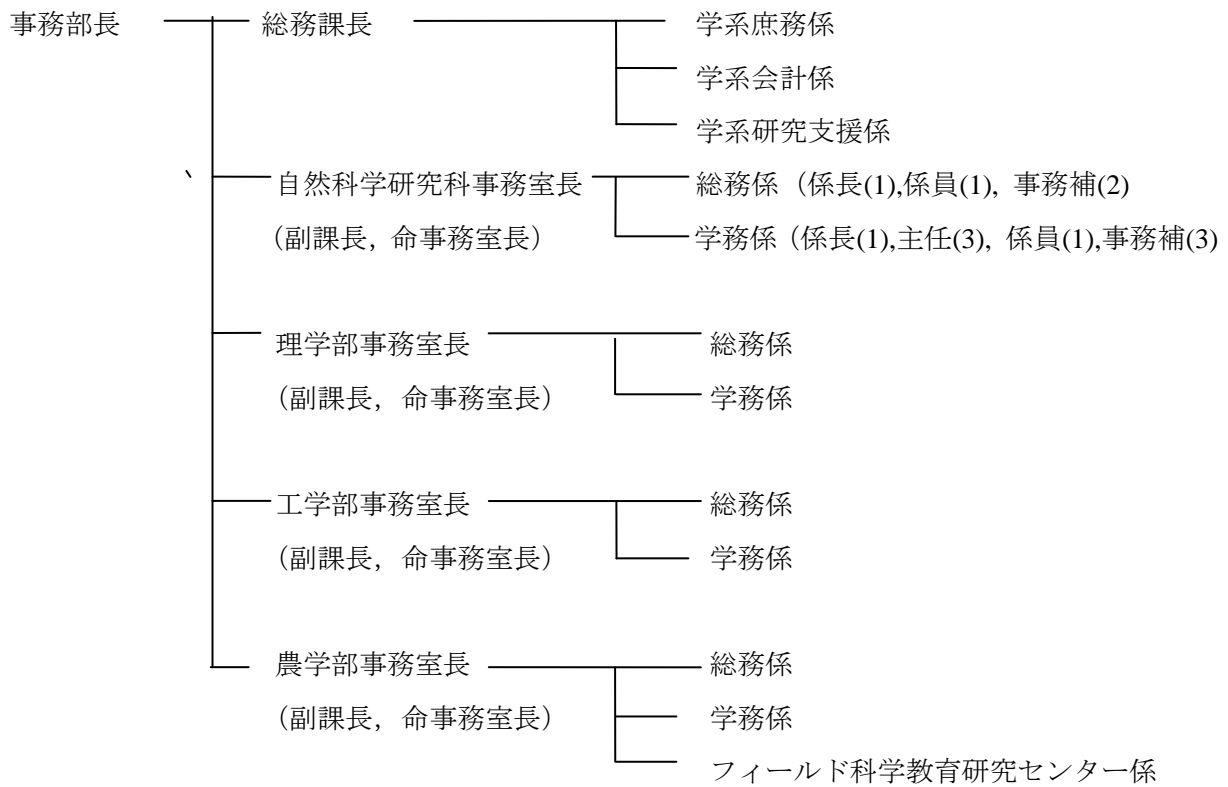 事務部長 総務課長 学系庶務係
学系会計係
学系研究支援係
、 自然科学研究科事務室長 総務係（係長(1),係員(1), 事務補(2)
（副課長，命事務室長） 学務係（係長(1),主任(3), 係員(1),事務補(3)
理学部事務室長 総務係
（副課長，命事務室長） 学務係
工学部事務室長 総務係
（副課長，命事務室長） 学務係
農学部事務室長 総務係
（副課長，命事務室長） 学務係
フィールド科学教育研究センター係